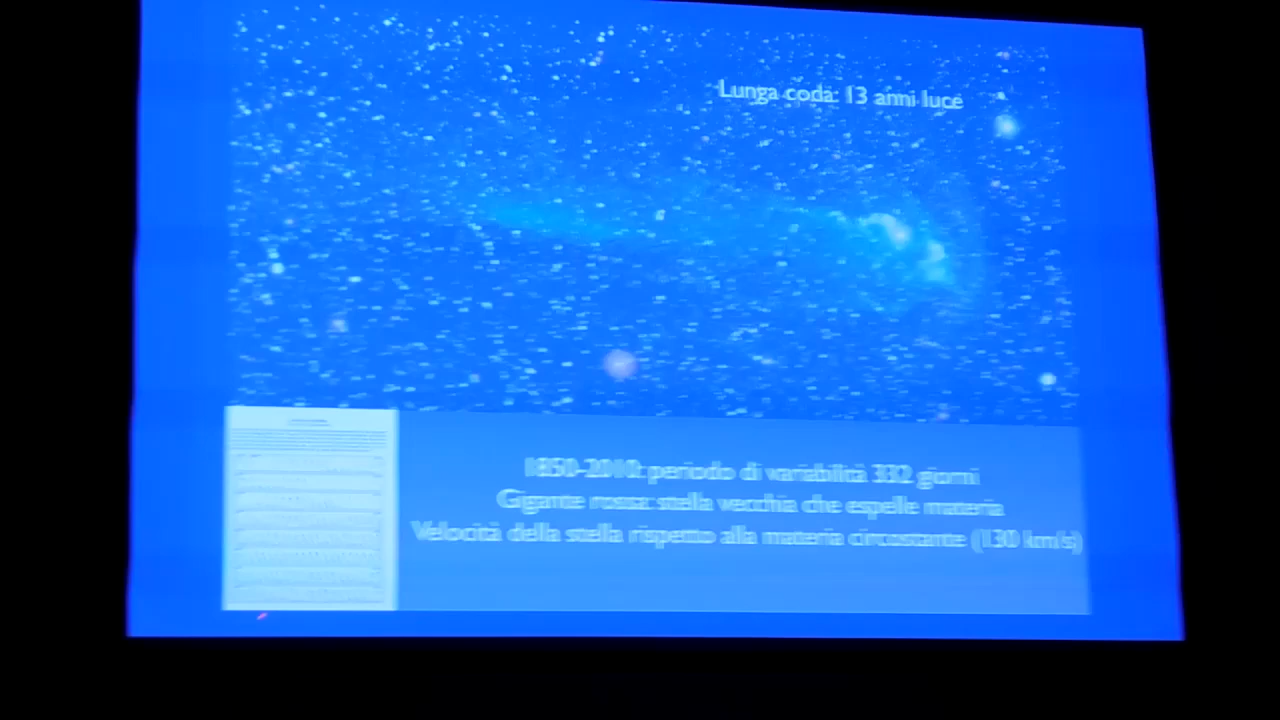 Lunga coda: 13 anni luce
1850-2010: periodo di variabilità 332 giorni
Gigante rossa: stella vecchia che espelle materia
Velocità della stella rispetto alla materia circostante (130 km/s)